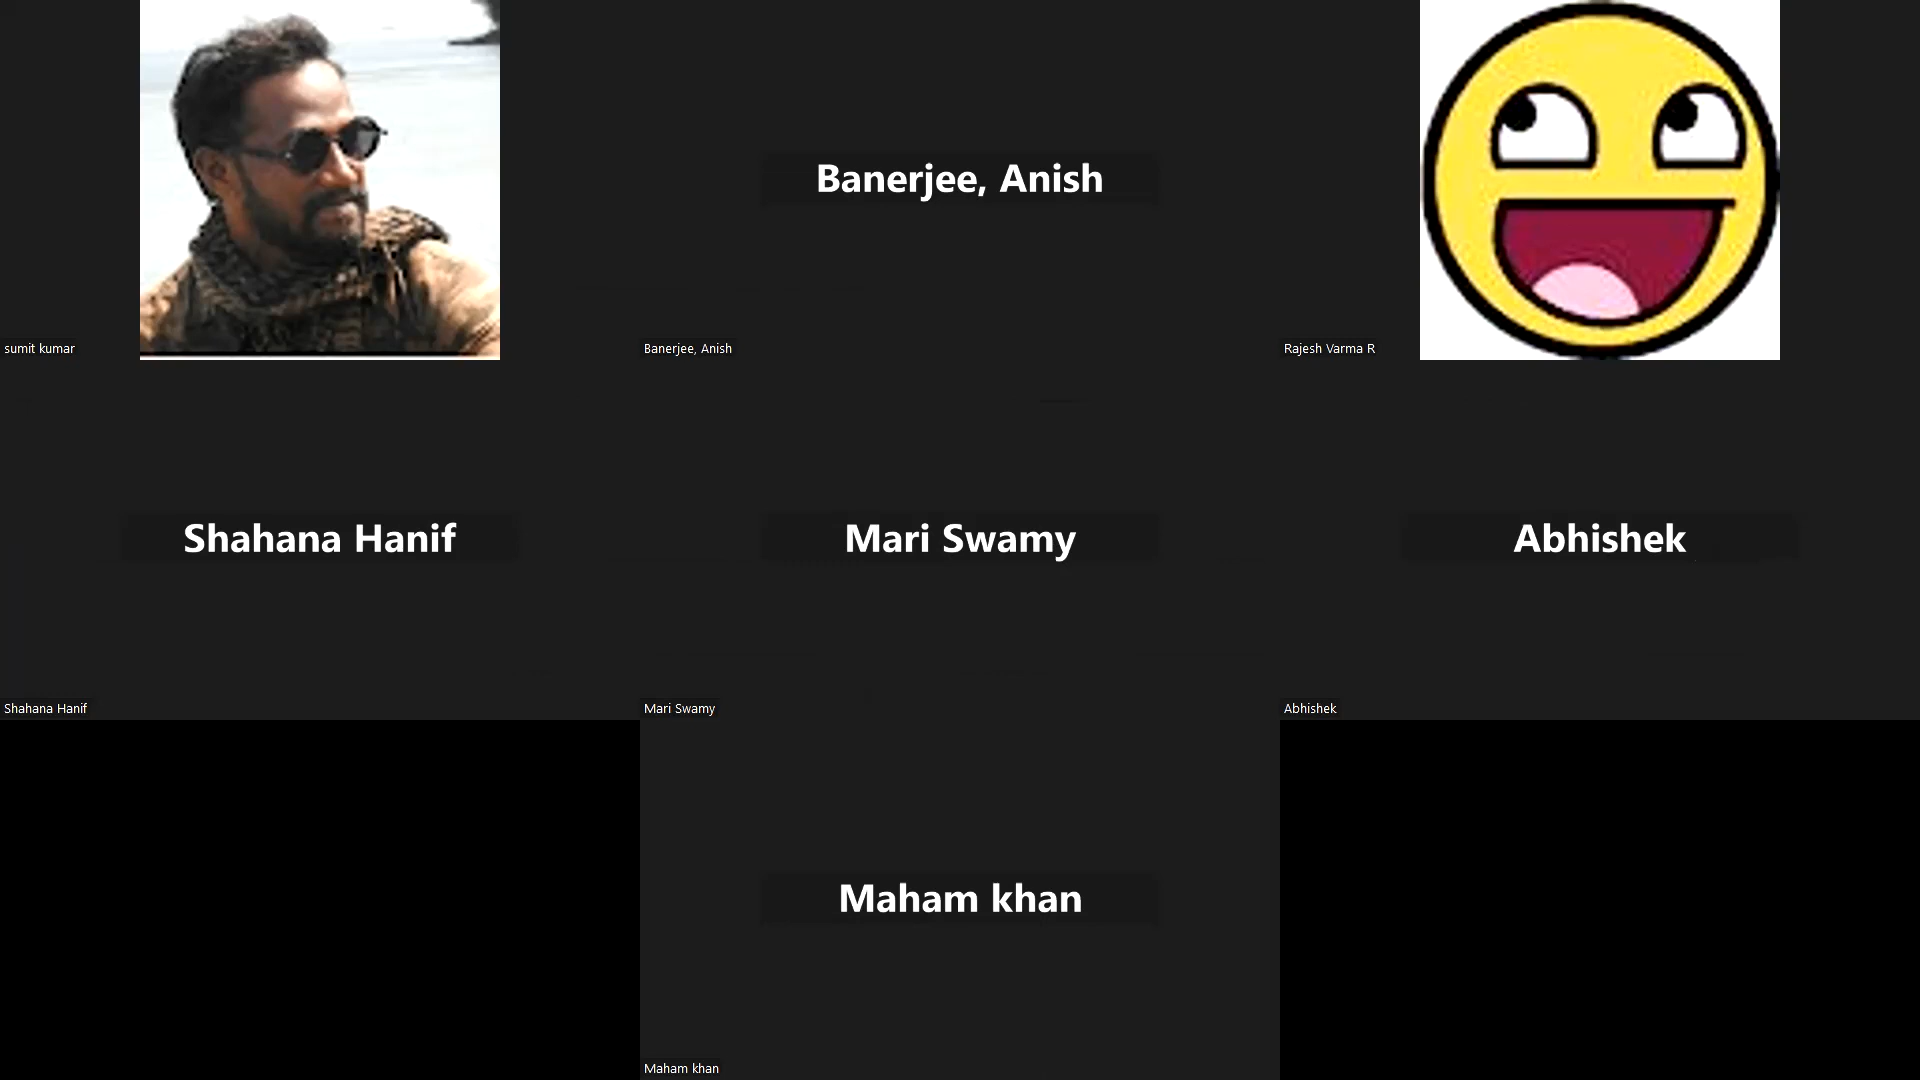 Banerjee, Anish
sumit kumar
Banerjee, Anish
Rajesh Varma R
Shahana Hanif
Mari Swamy
Abhishek
Shahana Hanif
Mari Swamy
Abhishek
Maham khan
Maham khan